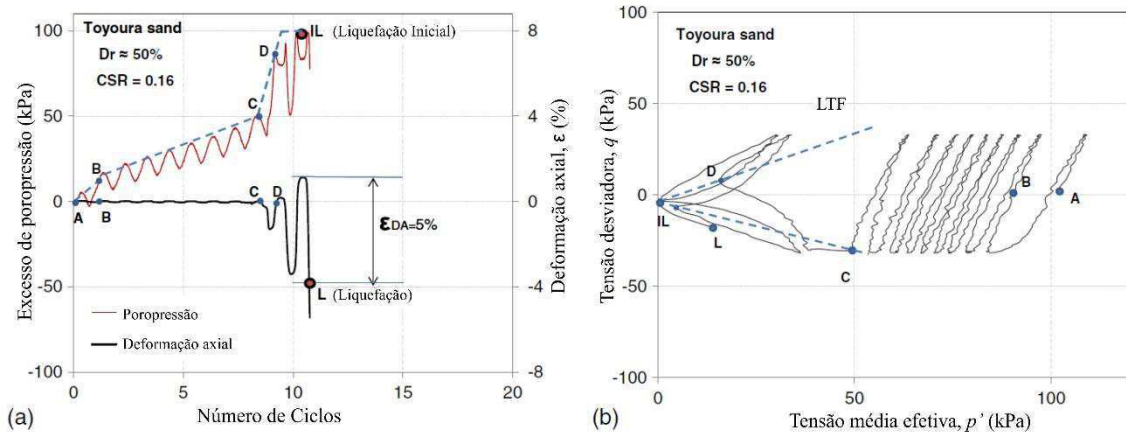 Toyoura sand
Dr ≈ 50%
CSR = 0.16
IL (Liquefação Inicial)
D
C
B
A
B
C
D
εDA=5%
L (Liquefação)
Poropressão
Deformação axial
100
50
0
-50
-100
8
4
0
-4
-8
0
5
10
15
20
Excesso de poropressão (kPa)
Deformação axial, ε (%)
Número de Ciclos
(a)
Toyoura sand
Dr ≈ 50%
CSR = 0.16
LTF
D
B
A
IL
L
C
100
50
0
-50
-100
0
50
100
Tensão desviadora, q (kPa)
Tensão média efetiva, p’ (kPa)
(b)